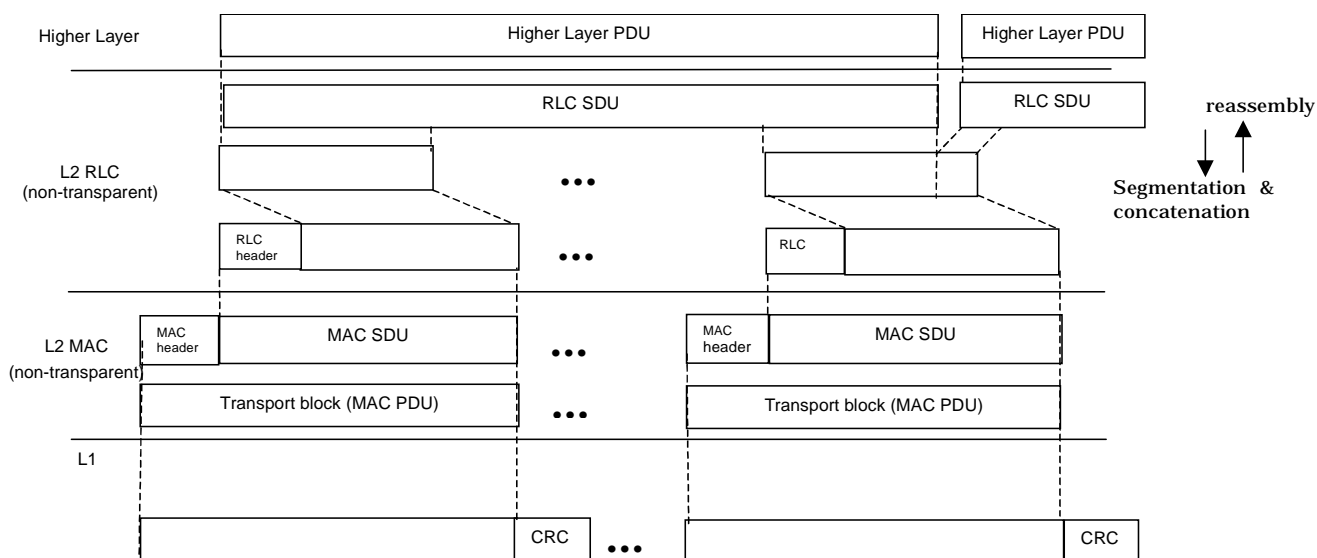 Higher Layer
Higher Layer PDU
Higher Layer PDU
RLC SDU
RLC SDU
reassembly
L2 RLC
(non-transparent)
•••
•••
Segmentation &
concatenation
RLC
header
RLC
L2 MAC
(non-transparent)
MAC
header
MAC SDU
•••
MAC
header
MAC SDU
Transport block (MAC PDU)
•••
Transport block (MAC PDU)
L1
CRC
•••
CRC